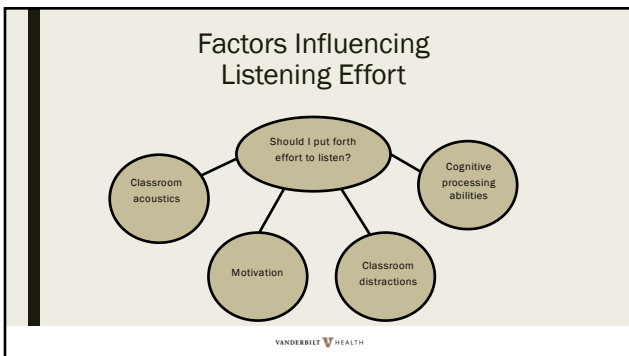 Factors Influencing
Listening Effort
Should I put forth
effort to listen?
Classroom
acoustics
Cognitive
processing
abilities
Motivation
Classroom
distractions
VANDERBILT V HEALTH